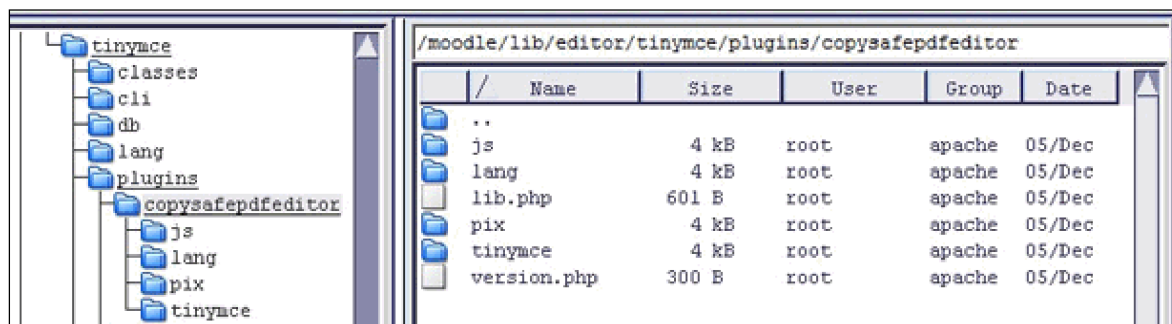 tinymce
classes
cli
db
lang
plugins
copysafepdfeditor
js
lang
pix
tinymce
/moodle/lib/editor/tinymce/plugins/copysafepdfeditor
/ Name Size User Group Date
..
js 4 kB root apache 05/Dec
lang 4 kB root apache 05/Dec
lib.php 601 B root apache 05/Dec
pix 4 kB root apache 05/Dec
tinymce 4 kB root apache 05/Dec
version.php 300 B root apache 05/Dec